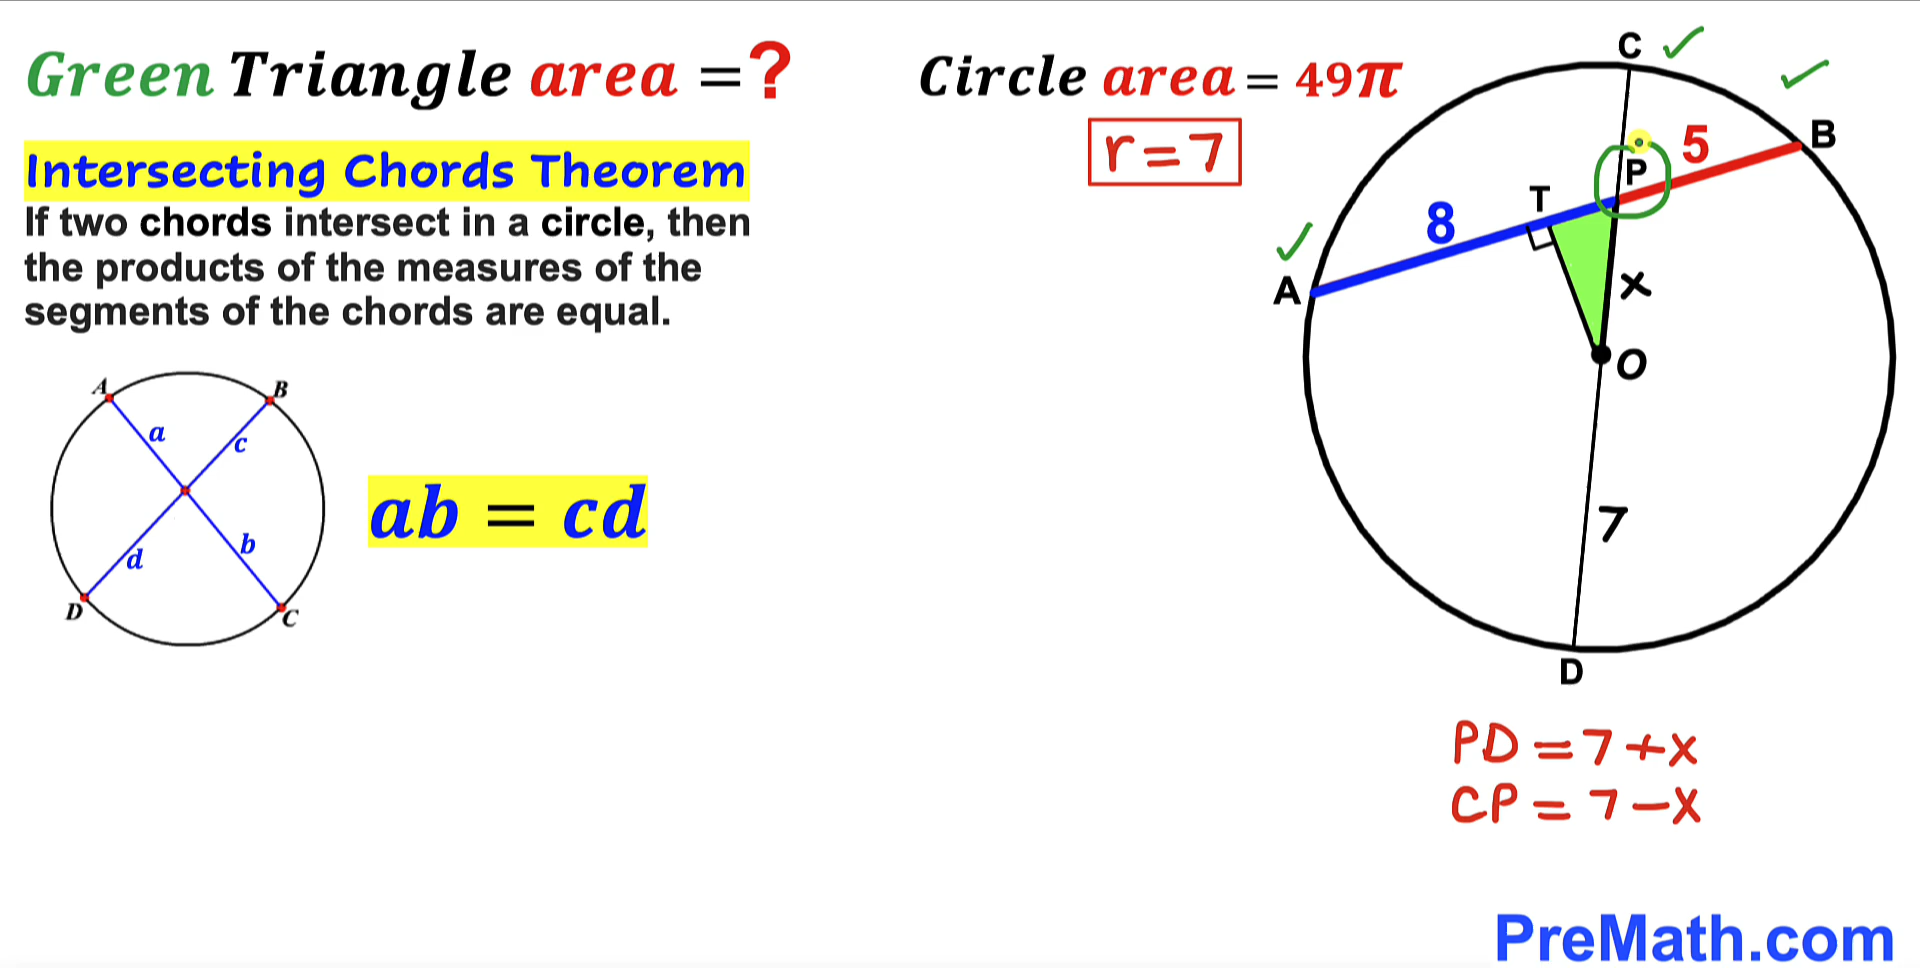 Green Triangle area =?
Intersecting Chords Theorem
If two chords intersect in a circle, then
the products of the measures of the
segments of the chords are equal.
A
B
a
c
d
b
D
C
ab = cd
Circle area = 49π
r=7
C
B
5
P
T
8
A
x
O
7
D
PD=7+x
CP=7-x
PreMath.com